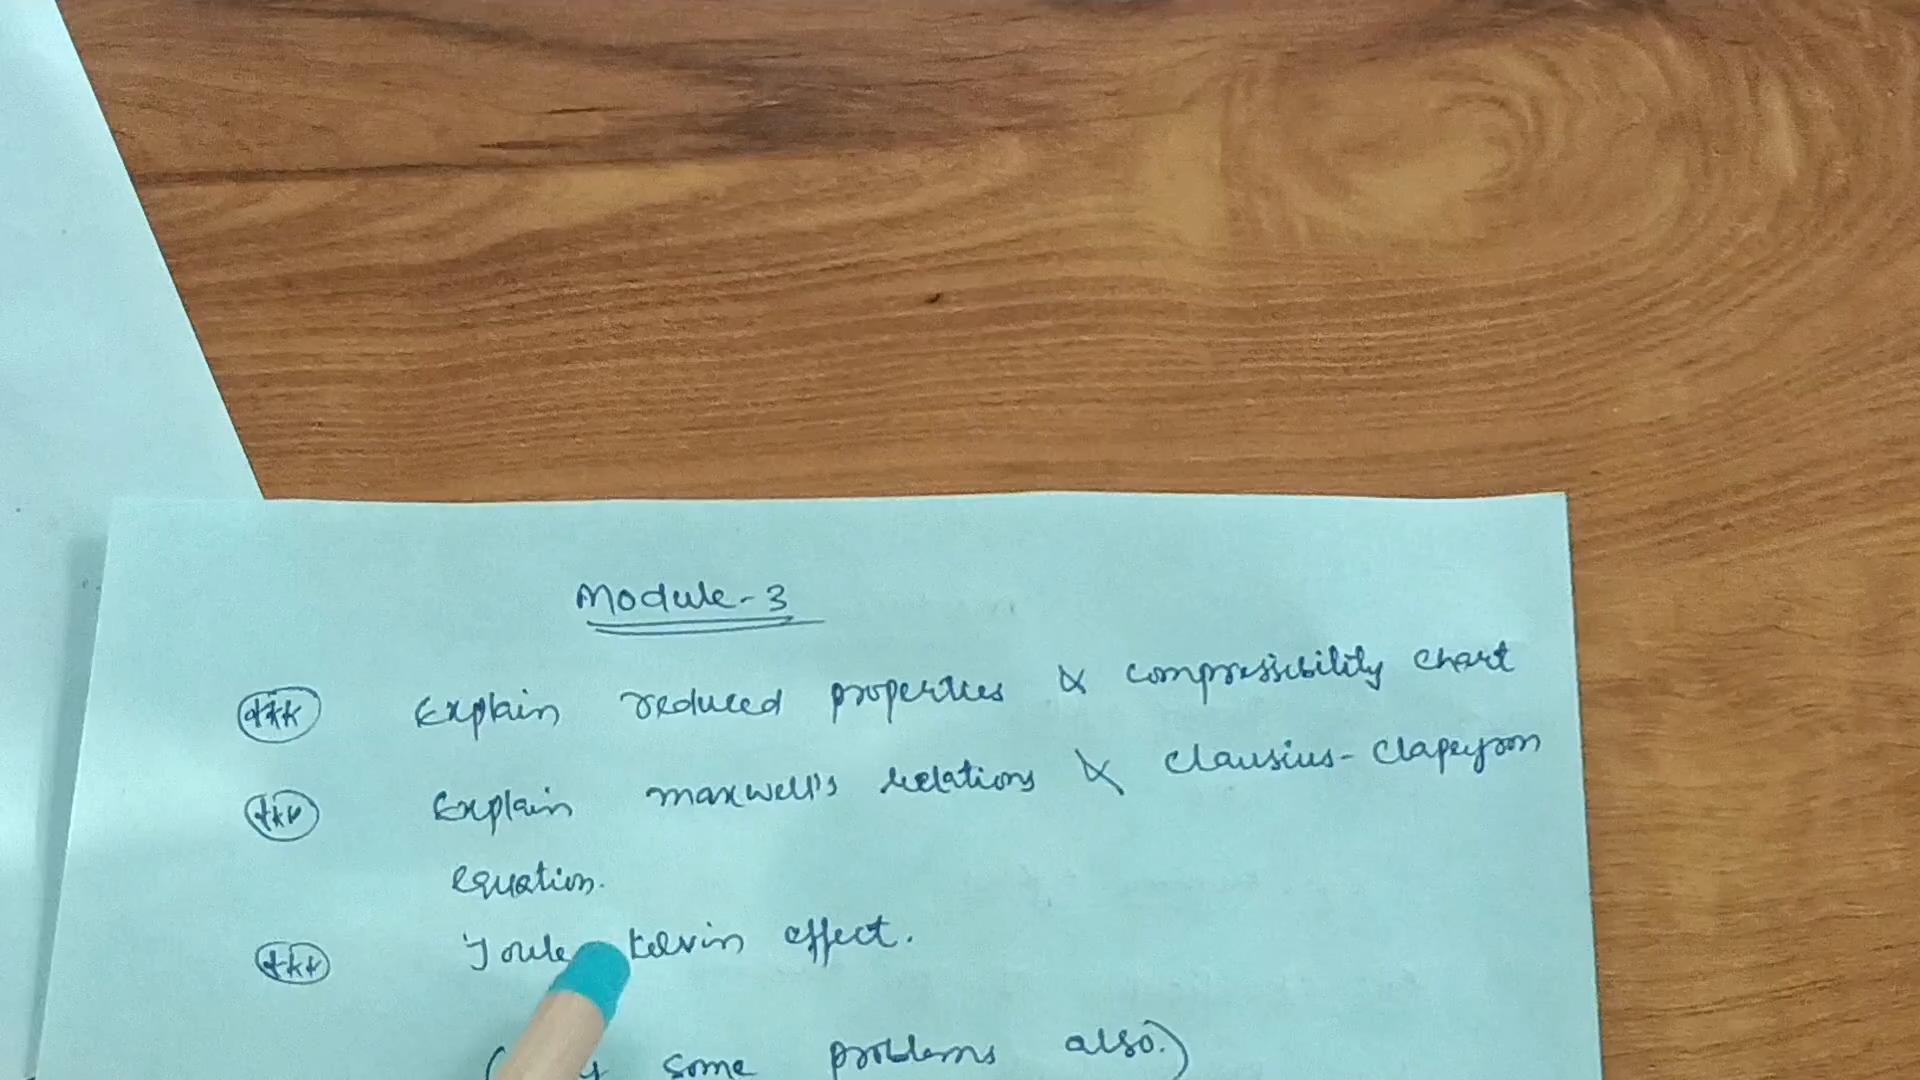 Module-3
*** Explain reduced properties & compressibility chart
*** Explain maxwell's relations & clausius-clapeyron
equation.
*** Joule Kelvin effect.
some problems also.)